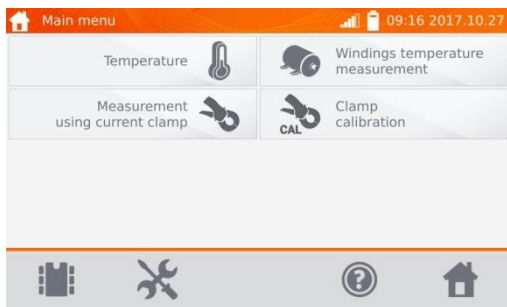 Main menu
09:16 2017.10.27
Temperature
Windings temperature
measurement
Measurement
using current clamp
CAL
Clamp
calibration
?